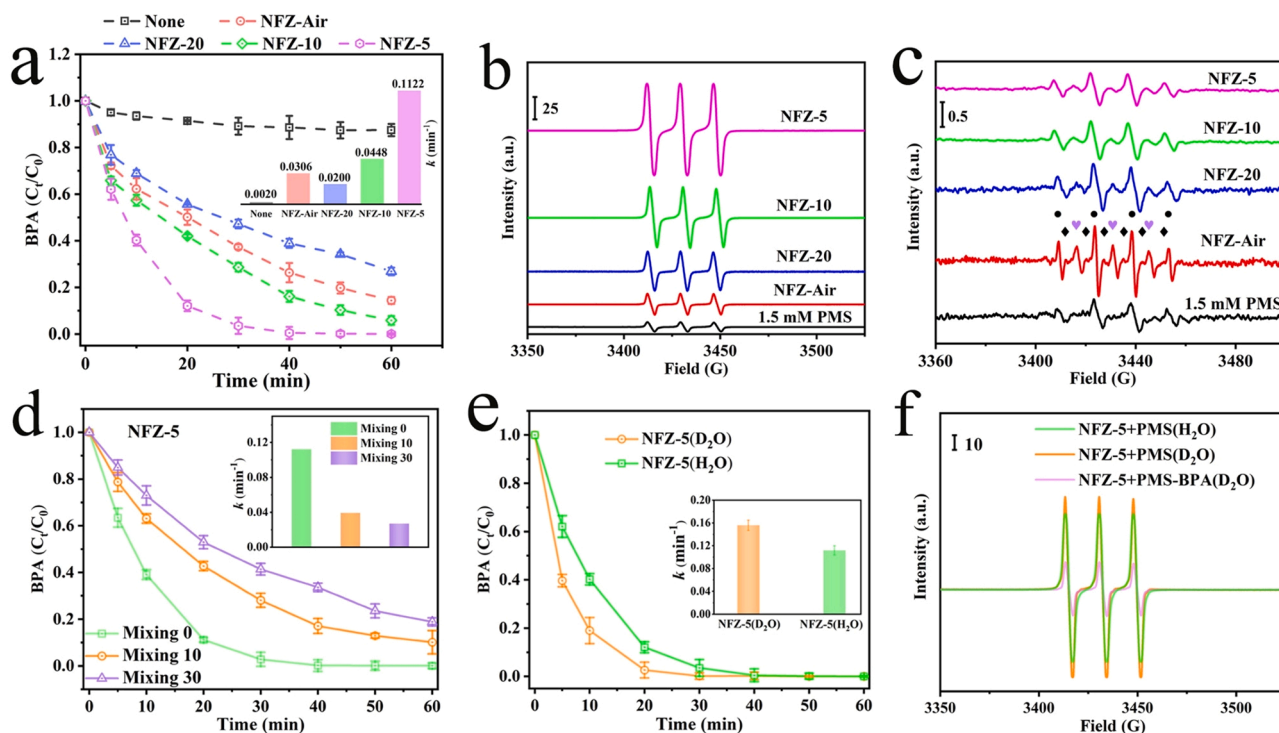 None NFZ-Air
NFZ-20 NFZ-10 NFZ-5
a
BPA (Ct/C0)
1.2
1.0
0.8
0.6
0.4
0.2
0.0
0 10 20 30 40 50 60
Time (min)
0.0020
0.0306
0.0200
0.0448
0.1122
None NFZ-Air NFZ-20 NFZ-10 NFZ-5
k (min⁻¹)
b
25
Intensity (a.u.)
NFZ-5
NFZ-10
NFZ-20
NFZ-Air
1.5 mM PMS
3350 3400 3450 3500
Field (G)
c
0.5
Intensity (a.u.)
NFZ-5
NFZ-10
NFZ-20
NFZ-Air
1.5 mM PMS
3360 3400 3440 3480
Field (G)
d
NFZ-5
BPA (Ct/C0)
1.0
0.8
0.6
0.4
0.2
0.0
Mixing 0
Mixing 10
Mixing 30
0 10 20 30 40 50 60
Time (min)
k (min⁻¹)
0.12
0.08
0.04
0.00
Mixing 0
Mixing 10
Mixing 30
e
BPA (Ct/C0)
1.0
0.8
0.6
0.4
0.2
0.0
NFZ-5(D2O)
NFZ-5(H2O)
0 10 20 30 40 50 60
Time (min)
k (min⁻¹)
0.20
0.16
0.12
0.08
0.04
0.00
NFZ-5(D2O) NFZ-5(H2O)
f
10
Intensity (a.u.)
NFZ-5+PMS(H2O)
NFZ-5+PMS(D2O)
NFZ-5+PMS-BPA(D2O)
3350 3400 3450 3500
Field (G)